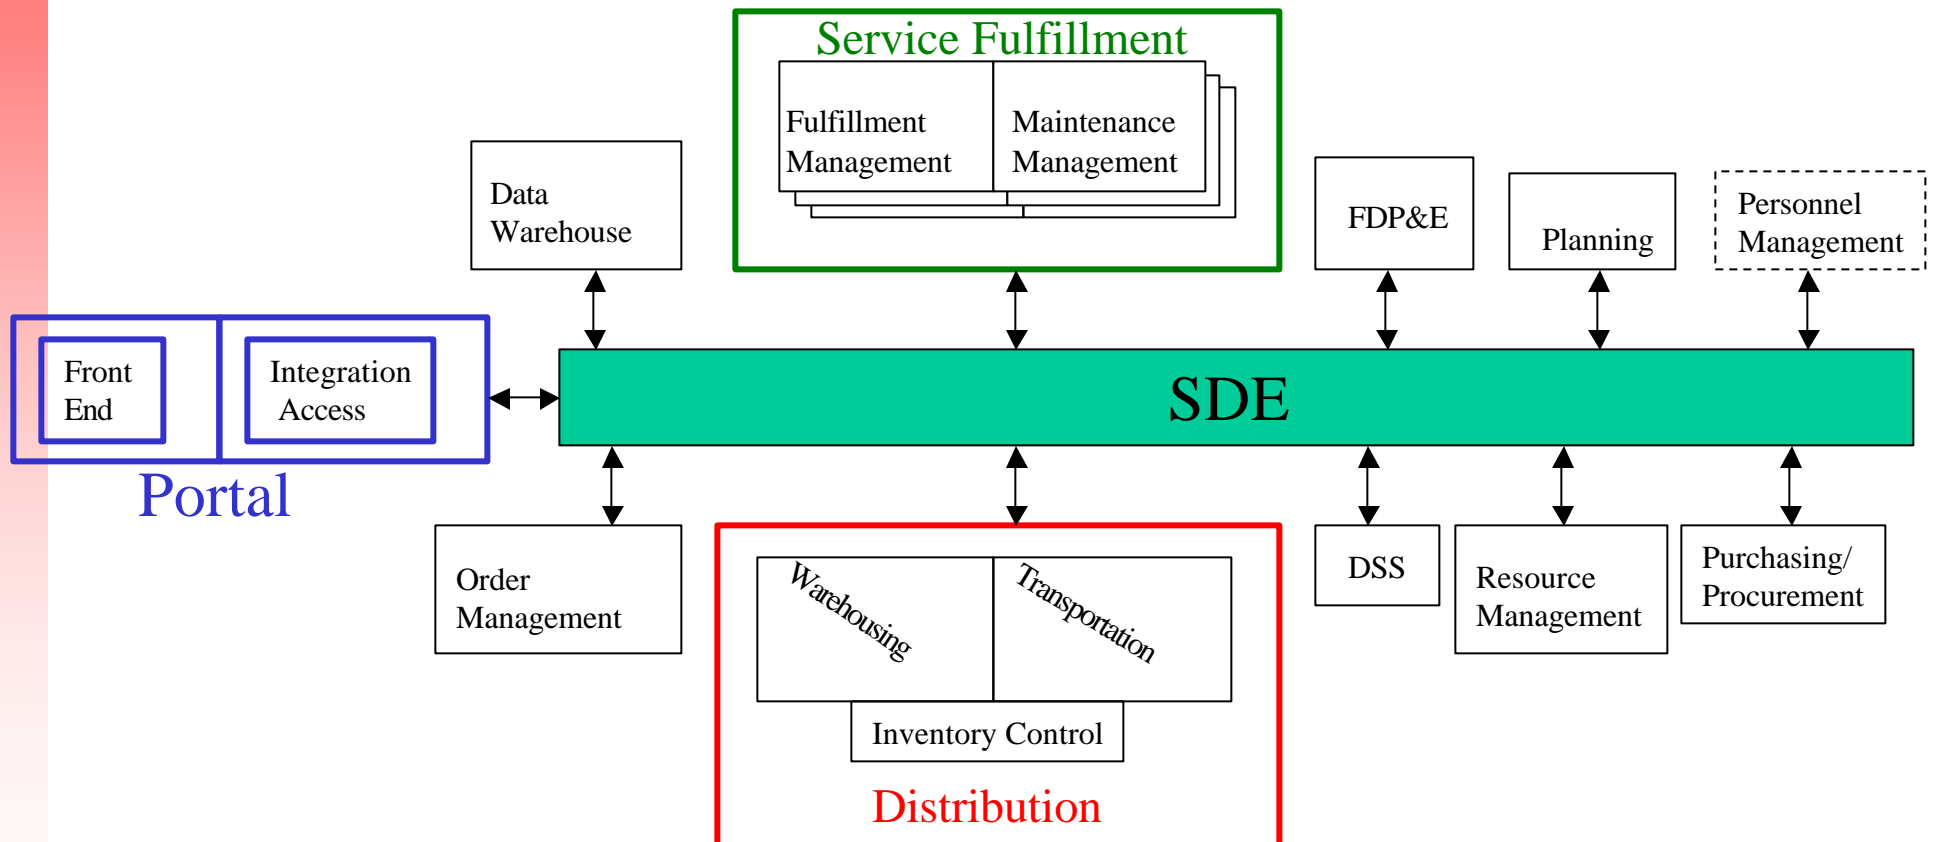 Service Fulfillment
Fulfillment
Management
Maintenance
Management
Data
Warehouse
FDP&E
Planning
Personnel
Management
Front
End
Integration
Access
SDE
Portal
Order
Management
Warehousing
Transportation
Inventory Control
Distribution
DSS
Resource
Management
Purchasing/
Procurement